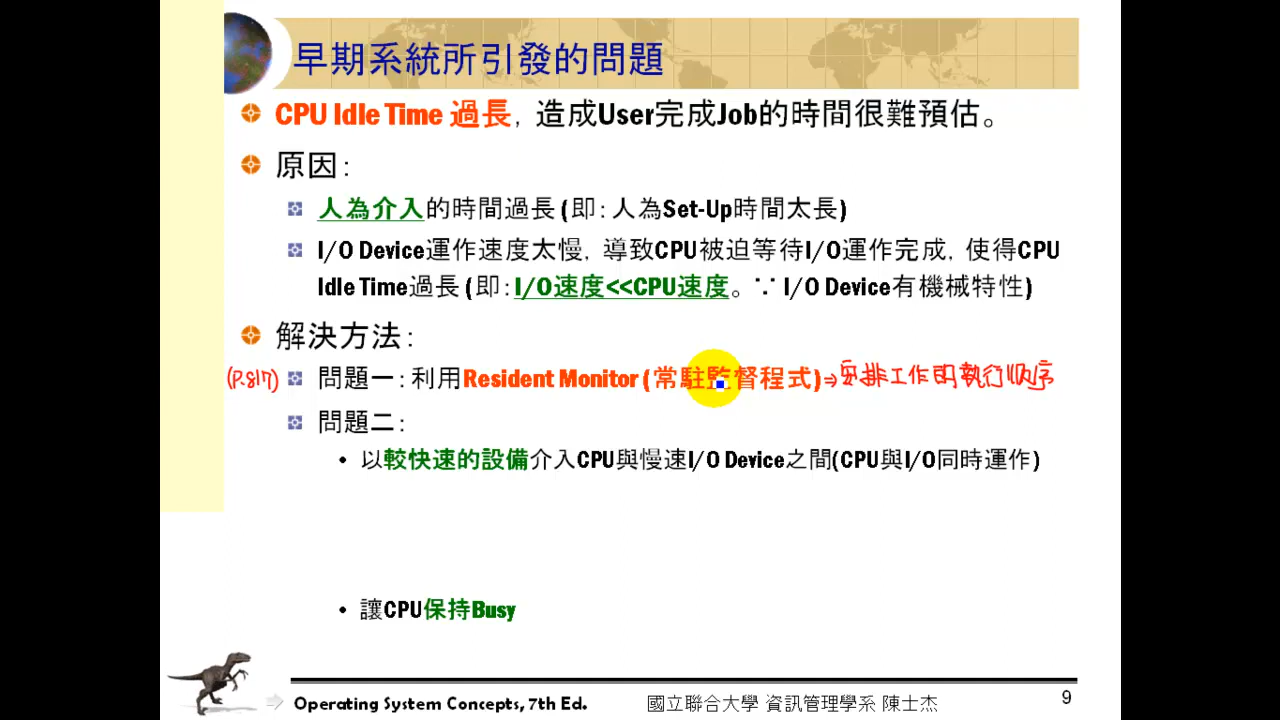 早期系統所引發的問題
CPU Idle Time 過長，造成User完成Job的時間很難預估。
原因：
人為介入的時間過長 (即：人為Set-Up時間太長)
I/O Device運作速度太慢，導致CPU被迫等待I/O運作完成，使得CPU
Idle Time過長 (即：I/O速度<<CPU速度。∵ I/O Device有機械特性)
解決方法：
(P.817) 問題一：利用Resident Monitor (常駐監督程式)⇒安排工作的執行順序
問題二：
• 以較快速的設備介入CPU與慢速I/O Device之間(CPU與I/O同時運作)
• 讓CPU保持Busy
Operating System Concepts, 7th Ed. 國立聯合大學 資訊管理學系 陳士杰 9